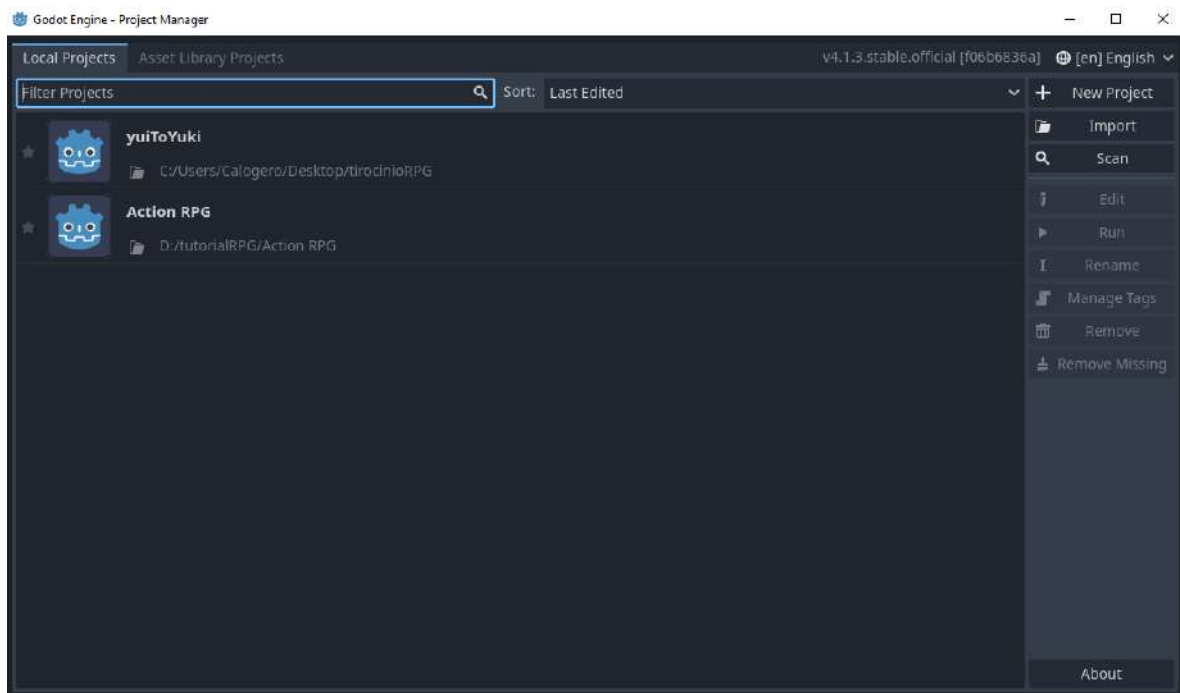 Godot Engine - Project Manager
Local Projects Asset Library Projects v4.1.3.stable.official [f06b6836a] [en] English
Filter Projects Sort: Last Edited New Project
Import
yuiToYuki
C:/Users/Calogero/Desktop/tirocinioRPG
Scan
Edit
Action RPG
D:/tutorialRPG/Action RPG
Run
Rename
Manage Tags
Remove
Remove Missing
About